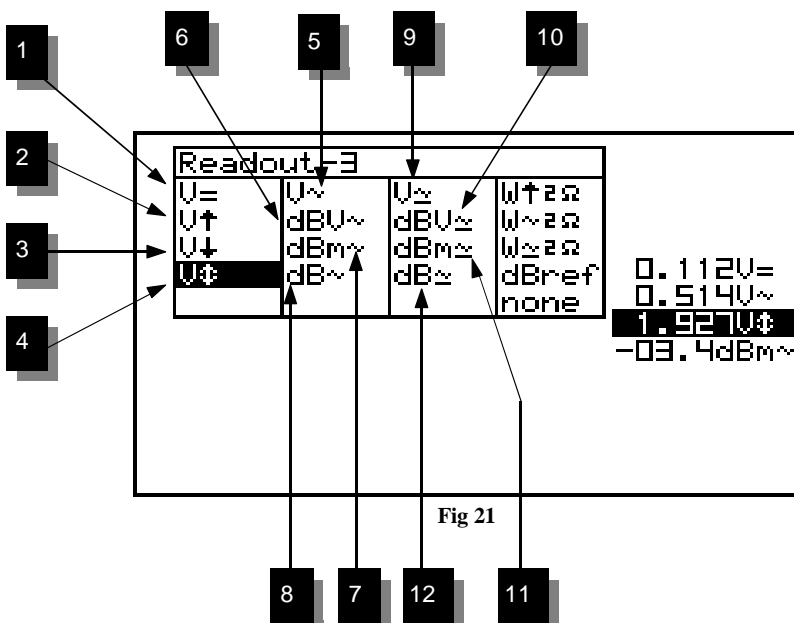 6 5 9 10
1
2
3
4
Readout-3
V= V~ V≃ W↑2Ω
V↑ dBV~ dBV≃ W~2Ω
V↓ dBm~ dBm≃ W≃2Ω
V↕ dB~ dB≃ dBref
none
0.112V=
0.514V~
1.927V↕
-03.4dBm~
Fig 21
8 7 12 11